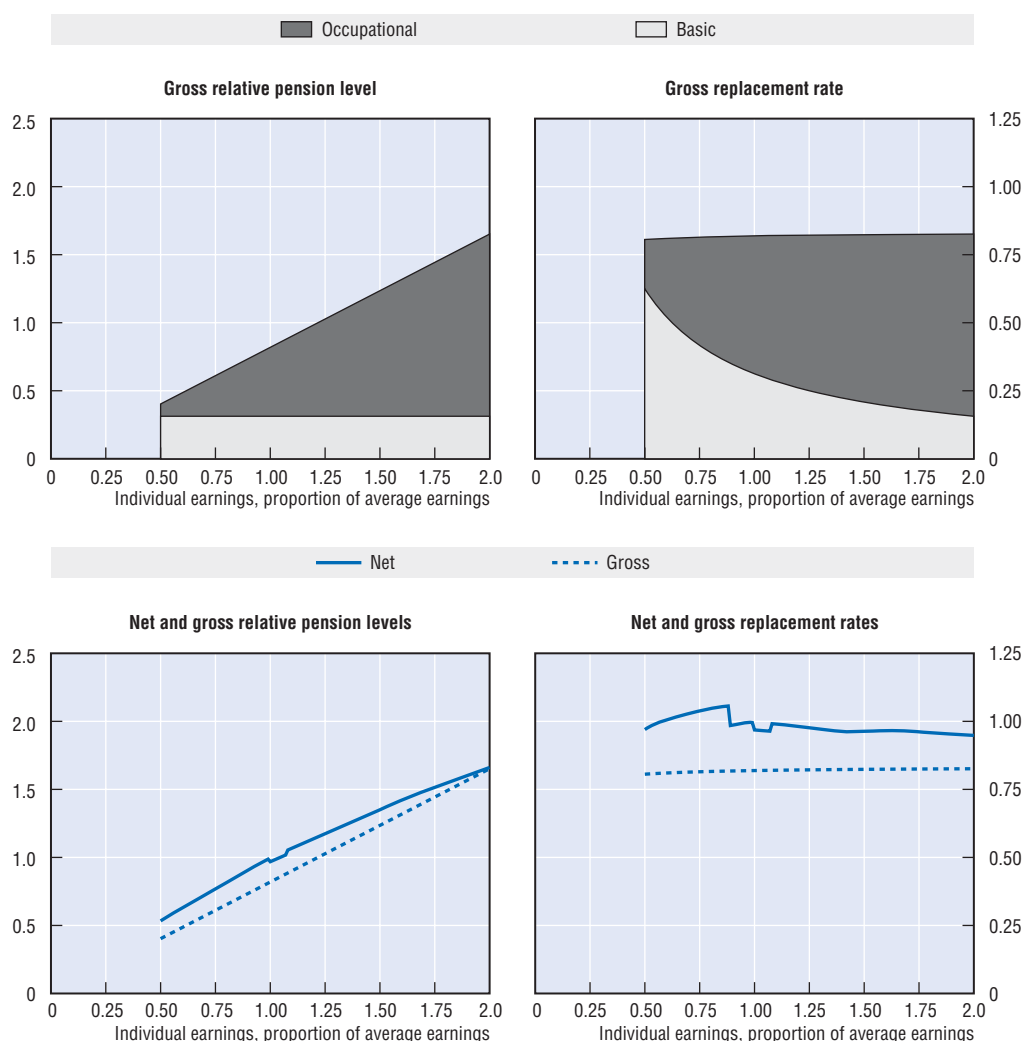 Occupational Basic
Gross relative pension level
2.5
2.0
1.5
1.0
0.5
0
0 0.25 0.50 0.75 1.00 1.25 1.50 1.75 2.0
Individual earnings, proportion of average earnings
Gross replacement rate
1.25
1.00
0.75
0.50
0.25
0
0 0.25 0.50 0.75 1.00 1.25 1.50 1.75 2.0
Individual earnings, proportion of average earnings
Net Gross
Net and gross relative pension levels
2.5
2.0
1.5
1.0
0.5
0
0 0.25 0.50 0.75 1.00 1.25 1.50 1.75 2.0
Individual earnings, proportion of average earnings
Net and gross replacement rates
1.25
1.00
0.75
0.50
0.25
0
0 0.25 0.50 0.75 1.00 1.25 1.50 1.75 2.0
Individual earnings, proportion of average earnings